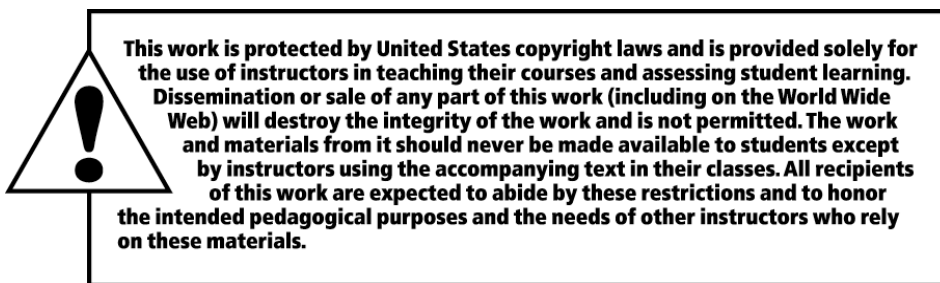 This work is protected by United States copyright laws and is provided solely for
the use of instructors in teaching their courses and assessing student learning.
Dissemination or sale of any part of this work (including on the World Wide
Web) will destroy the integrity of the work and is not permitted. The work
and materials from it should never be made available to students except
by instructors using the accompanying text in their classes. All recipients
of this work are expected to abide by these restrictions and to honor
the intended pedagogical purposes and the needs of other instructors who rely
on these materials.